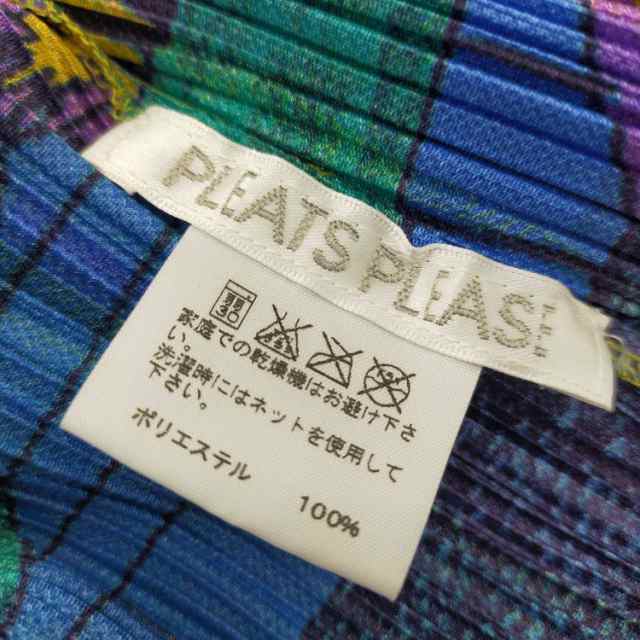 PLEATS PLEASE
家庭での乾燥機はお避け下さ
い。
洗濯時にはネットを使用して
下さい。
ポリエステル 100%